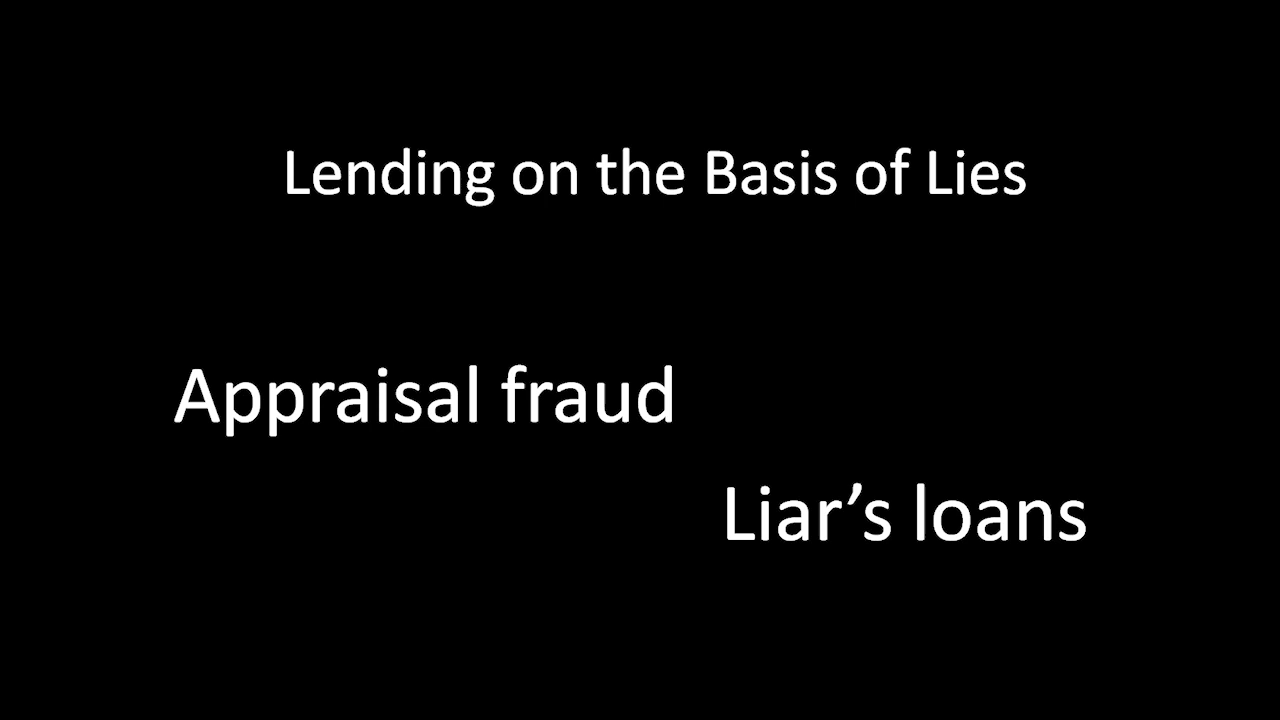 Lending on the Basis of Lies
Appraisal fraud
Liar’s loans